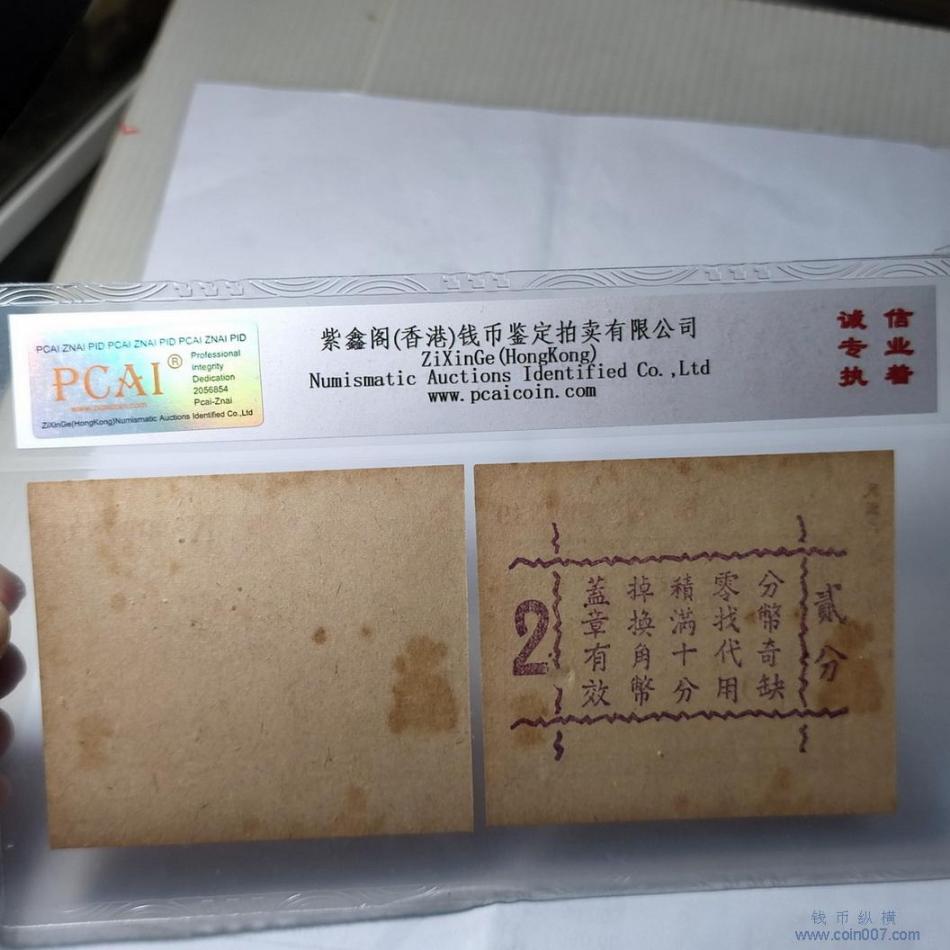 PCAI ZNAI PID PCAI ZNAI PID PCAI ZNAI PID
PCAI®
Professional
Integrity
Dedication
2056854
Pcai-Znai
www.pcaicoin.com
ZiXinGe(HongKong)Numismatic Auctions Identified Co.,Ltd
紫鑫阁(香港)钱币鉴定拍卖有限公司
ZiXinGe(HongKong)
Numismatic Auctions Identified Co.,Ltd
www.pcaicoin.com
诚信
专业
执着
贰分
分幣奇缺
零找代用
積滿十分
掉換角幣
蓋章有效
2
钱币纵横
www.coin007.com